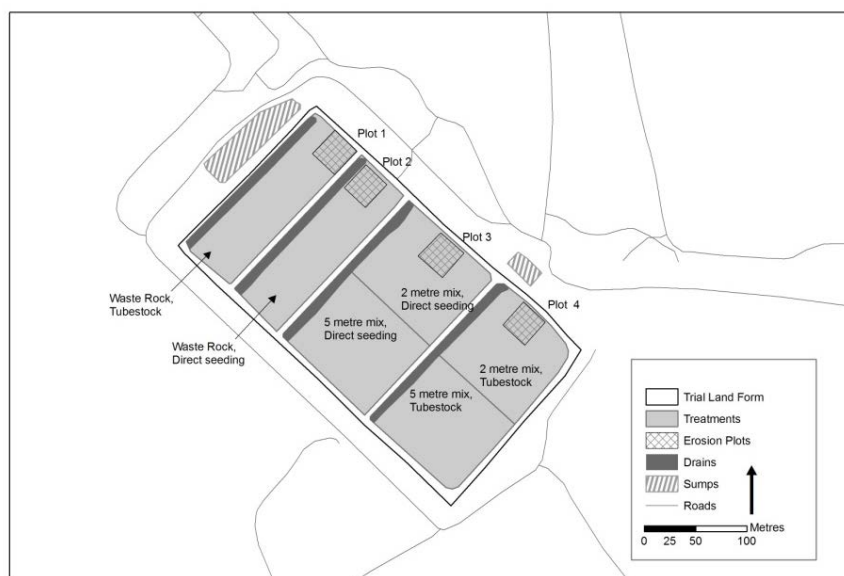 Plot 1
Plot 2
Plot 3
2 metre mix,
Direct seeding
Plot 4
Waste Rock,
Tubestock
5 metre mix,
Direct seeding
Waste Rock,
Direct seeding
2 metre mix,
Tubestock
5 metre mix,
Tubestock
Trial Land Form
Treatments
Erosion Plots
Drains
Sumps
Roads
Metres
0 25 50 100